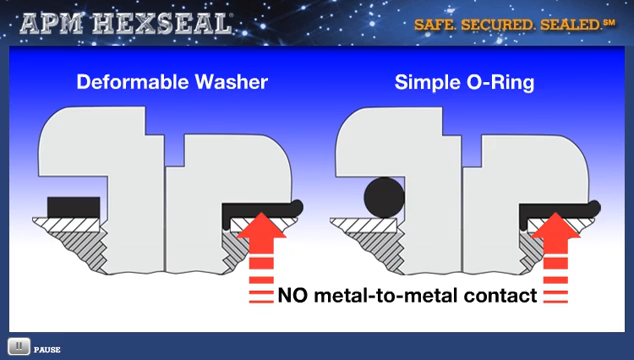 APM HEXSEAL®
SAFE. SECURED. SEALED.℠
Deformable Washer
Simple O-Ring
NO metal-to-metal contact
PAUSE